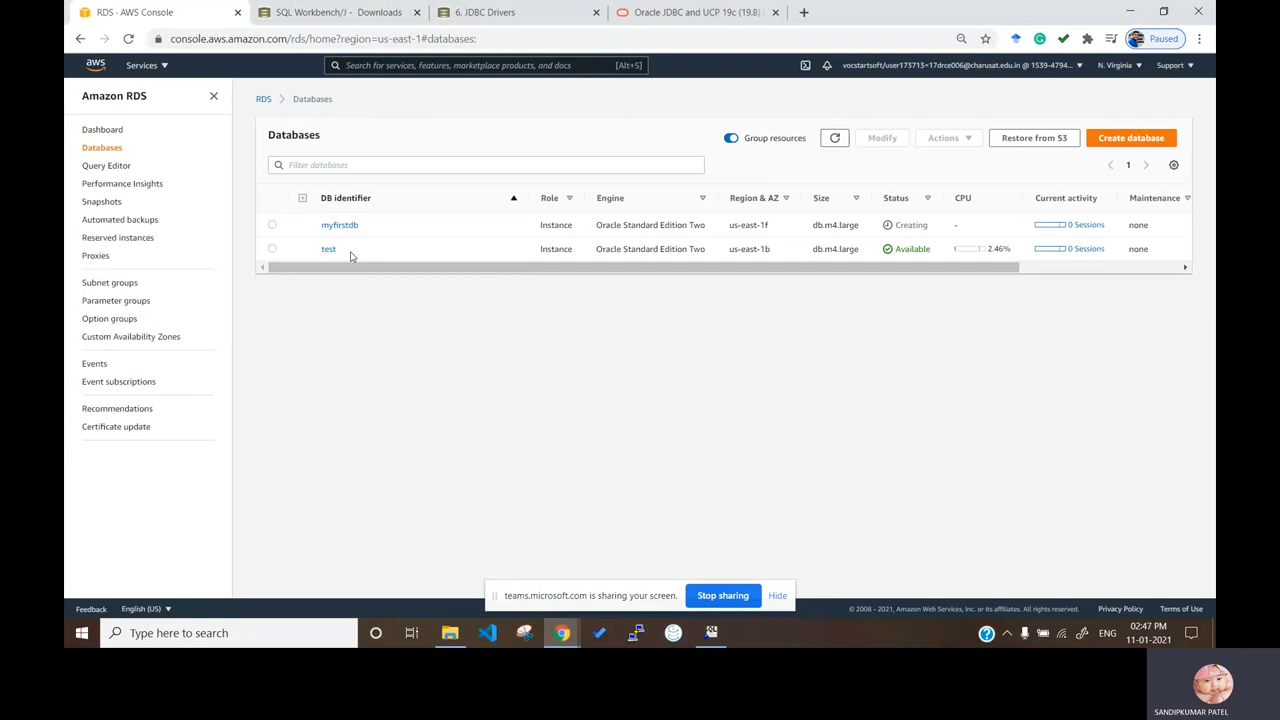 RDS - AWS Console
SQL Workbench/J - Downloads
6. JDBC Drivers
Oracle JDBC and UCP 19c (19.8)
console.aws.amazon.com/rds/home?region=us-east-1#databases:
Paused
aws
Services
Search for services, features, marketplace products, and docs
[Alt+S]
vocstartsoft/user173713=17drce006@charusat.edu.in @ 1539-4794...
N. Virginia
Support
Amazon RDS
Dashboard
Databases
Query Editor
Performance Insights
Snapshots
Automated backups
Reserved instances
Proxies
Subnet groups
Parameter groups
Option groups
Custom Availability Zones
Events
Event subscriptions
Recommendations
Certificate update
RDS
Databases
Databases
Group resources
Modify
Actions
Restore from S3
Create database
Filter databases
1
DB identifier
Role
Engine
Region & AZ
Size
Status
CPU
Current activity
Maintenance
myfirstdb
Instance
Oracle Standard Edition Two
us-east-1f
db.m4.large
Creating
-
0 Sessions
none
test
Instance
Oracle Standard Edition Two
us-east-1b
db.m4.large
Available
2.46%
0 Sessions
none
teams.microsoft.com is sharing your screen.
Stop sharing
Hide
Feedback
English (US)
© 2008 - 2021, Amazon Web Services, Inc. or its affiliates. All rights reserved.
Privacy Policy
Terms of Use
Type here to search
ENG
02:47 PM
11-01-2021
SANDIPKUMAR PATEL